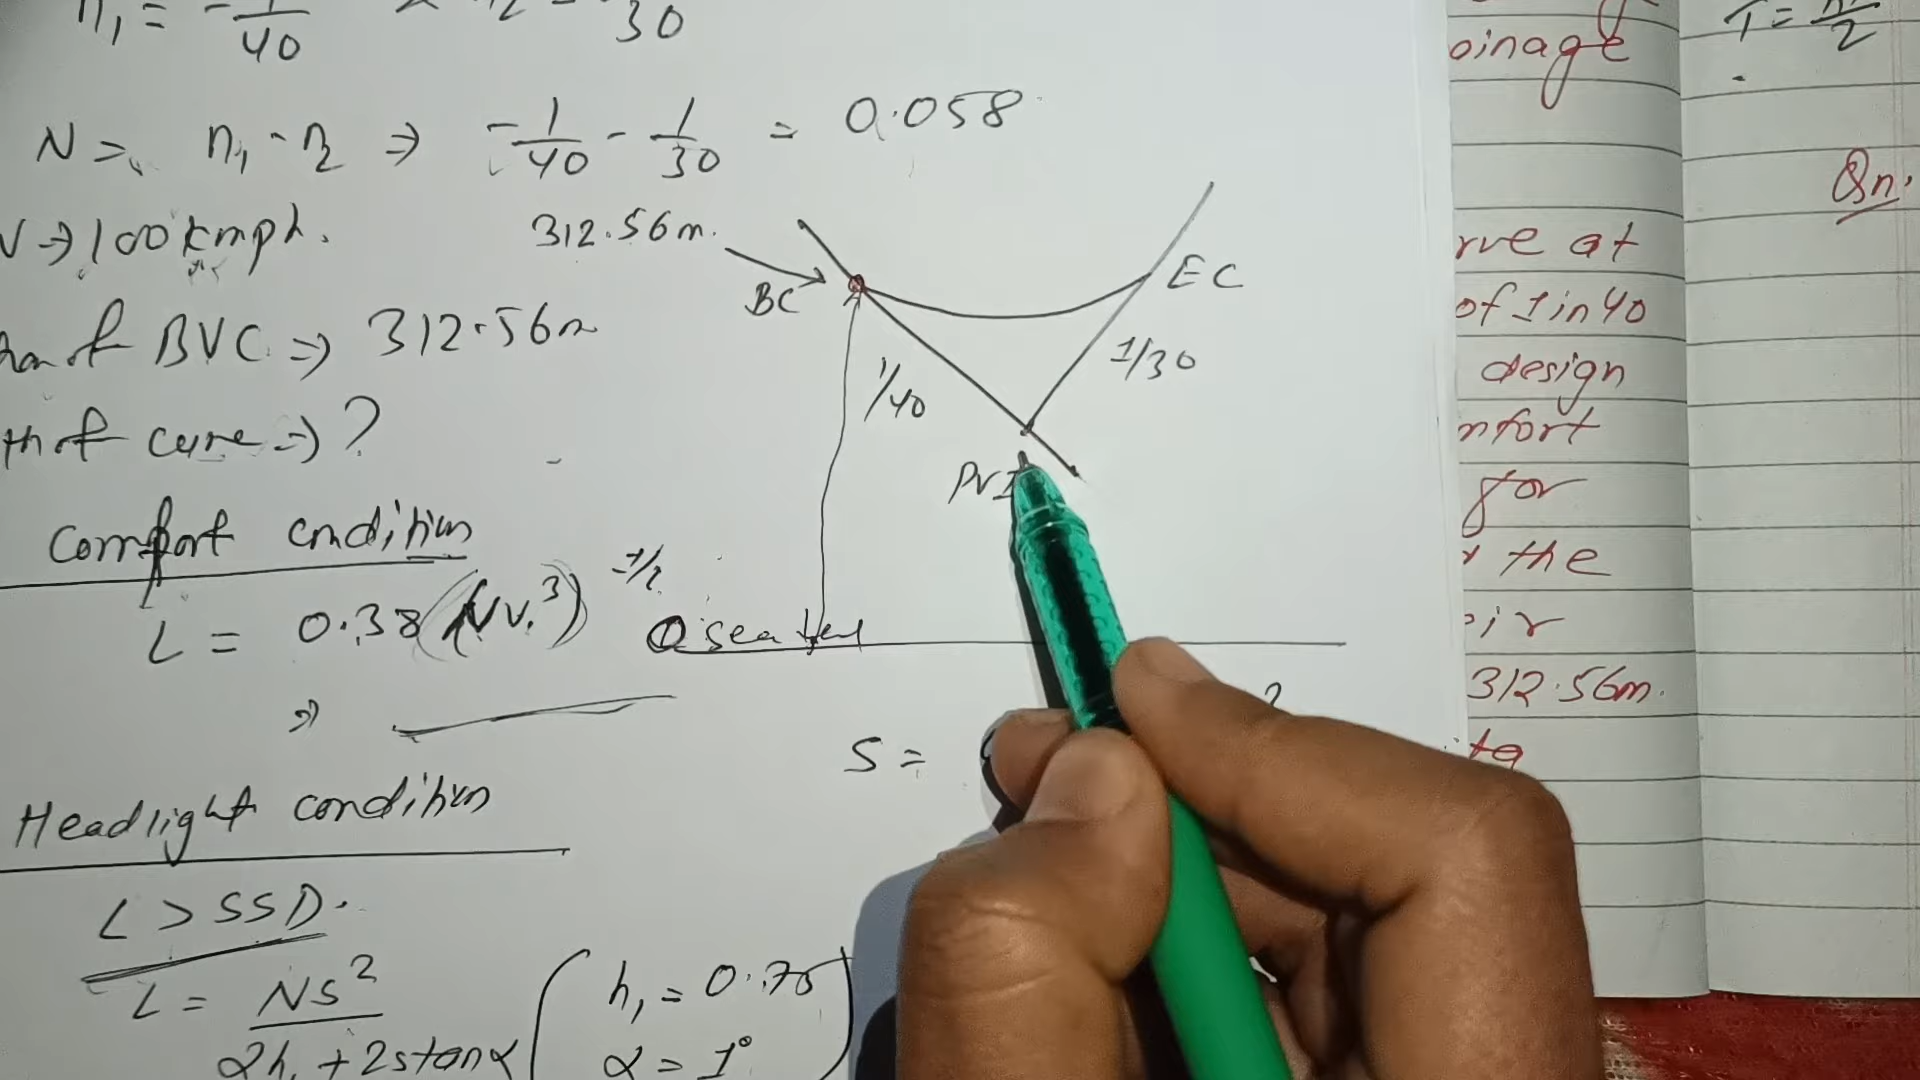 n₁ = - 1/40
30
N => n₁ - n₂ => - 1/40 - 1/30 = 0.058
V => 100 kmph.
312.56m.
BC
EC
1/40
1/30
PVI
of BVC => 312.56m
th of curve => ?
Comfort condition
L = 0.38 (NV³) 1/2
@ sea level
=>
S =
2
Headlight condition
L > SSD.
L = NS² / 2h₁ + 2s tanα
h₁ = 0.75
α = 1°
oinage
rve at
of 1 in 40
design
mfort
for
the
ir
312.56m.
Qn.